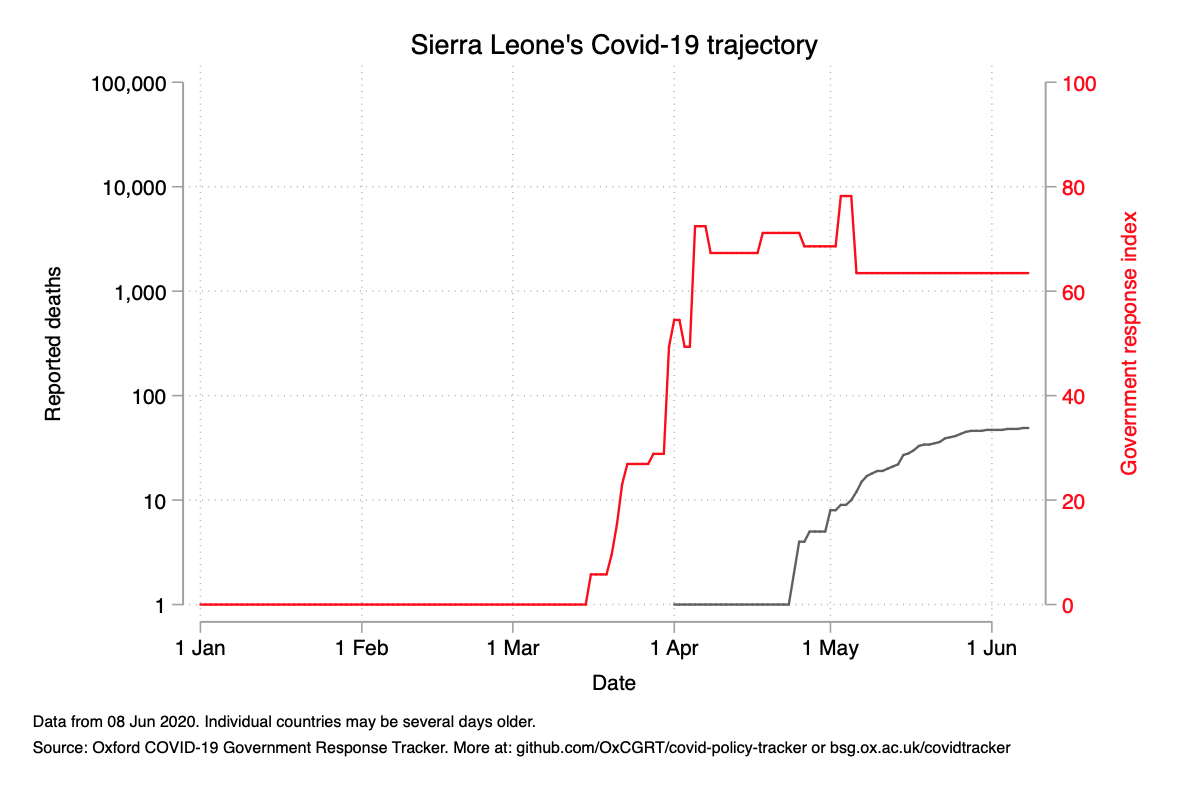 Sierra Leone's Covid-19 trajectory
100,000
10,000
1,000
100
10
1
Reported deaths
100
80
60
40
20
0
Government response index
1 Jan 1 Feb 1 Mar 1 Apr 1 May 1 Jun
Date
Data from 08 Jun 2020. Individual countries may be several days older.
Source: Oxford COVID-19 Government Response Tracker. More at: github.com/OxCGRT/covid-policy-tracker or bsg.ox.ac.uk/covidtracker